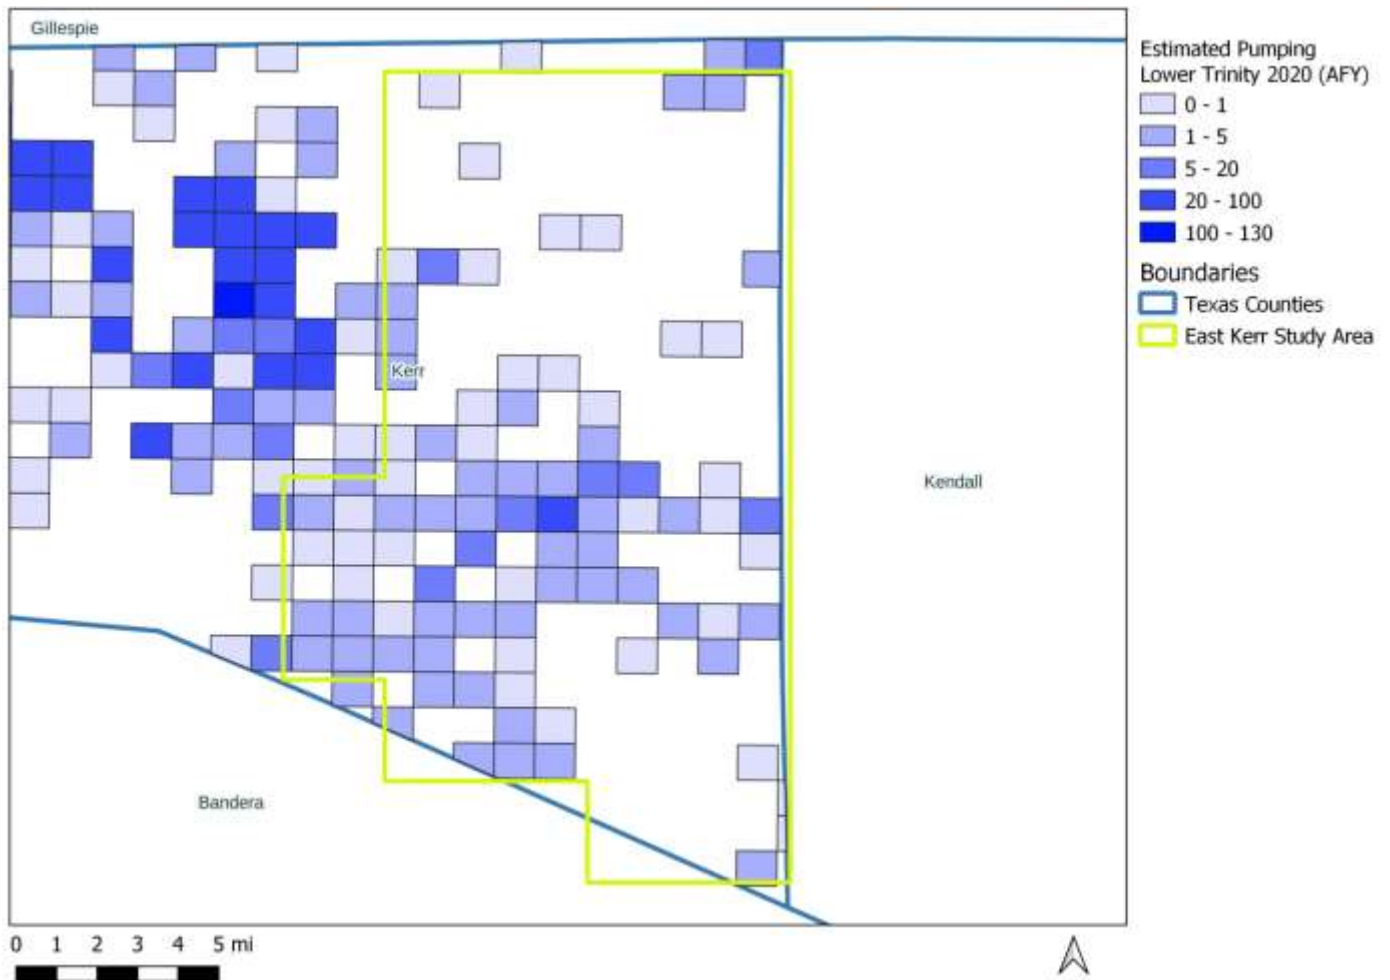 Gillespie
Estimated Pumping
Lower Trinity 2020 (AFY)
0 - 1
1 - 5
5 - 20
20 - 100
100 - 130
Boundaries
Texas Counties
East Kerr Study Area
Kerr
Kendall
Bandera
0 1 2 3 4 5 mi